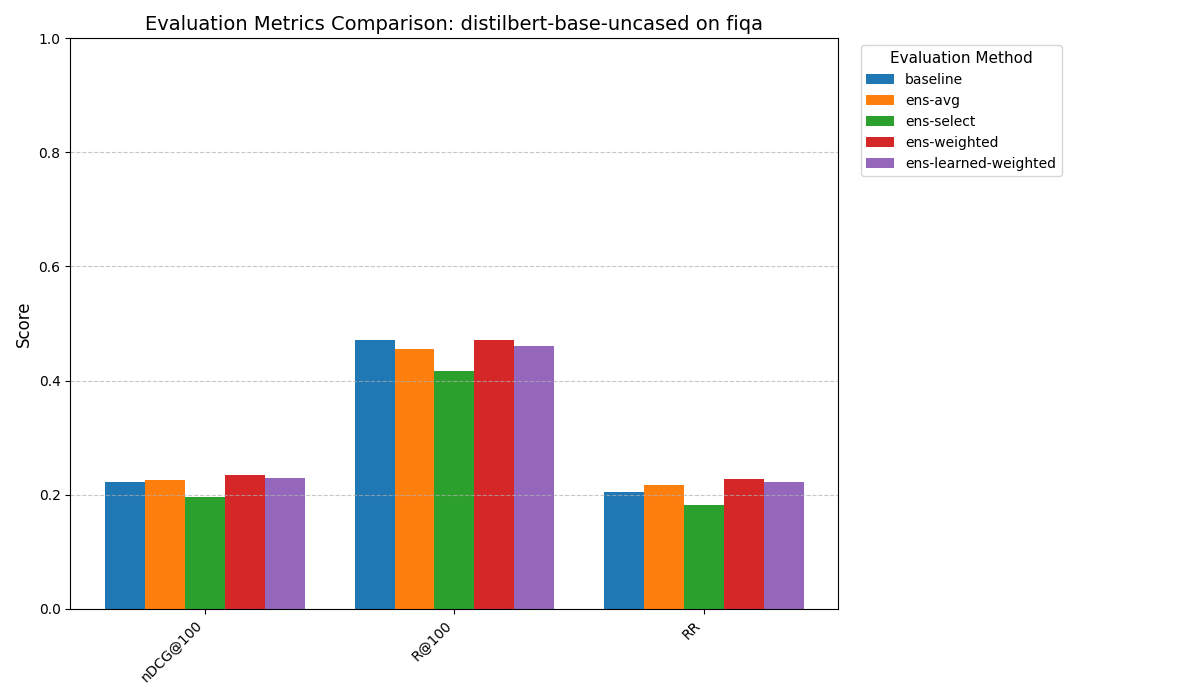 Evaluation Metrics Comparison: distilbert-base-uncased on fiqa
1.0
0.8
0.6
0.4
0.2
0.0
Score
nDCG@100
R@100
RR
Evaluation Method
baseline
ens-avg
ens-select
ens-weighted
ens-learned-weighted